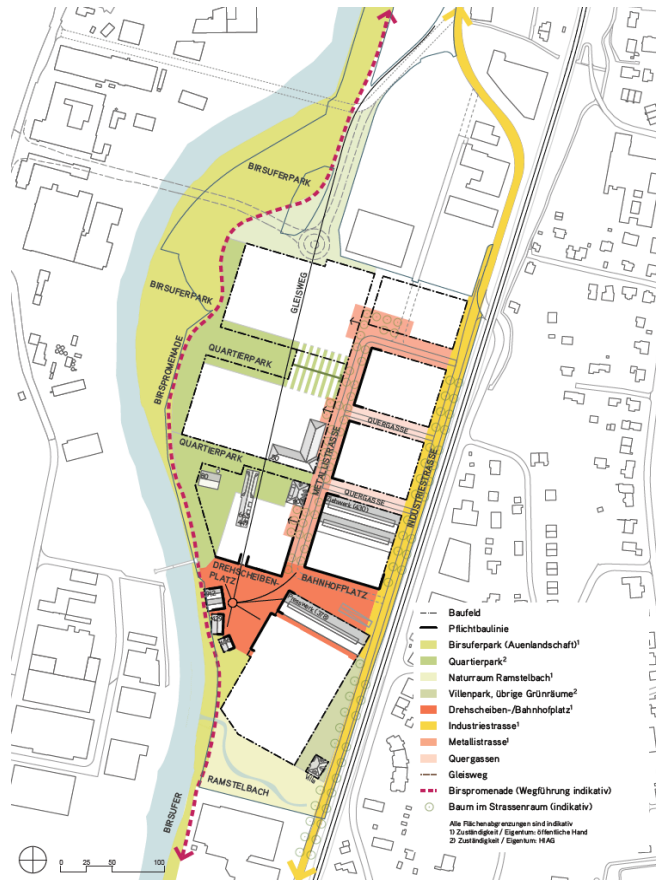 BIRSUFERPARK
GLEISWEG
BIRSUFERPARK
BIRSPROMENADE
QUARTIERPARK
QUARTIERPARK
METALLISTRASSE
QUERGASSE
QUERGASSE
INDUSTRIESTRASSE
DREHSCHEIBEN-
PLATZ
BAHNHOFPLATZ
RAMSTELBACH
BIRSUFER
0 25 50 100
Baufeld
Pflichtbaulinie
Birsuferpark (Auenlandschaft)¹
Quartierpark²
Naturraum Ramstelbach¹
Villenpark, übrige Grünräume²
Drehscheiben-/Bahnhofplatz¹
Industriestrasse¹
Metallistrasse¹
Quergassen
Gleisweg
Birspromenade (Wegführung indikativ)
Baum im Strassenraum (indikativ)
Alle Flächenabgrenzungen sind indikativ
1) Zuständigkeit / Eigentum: öffentliche Hand
2) Zuständigkeit / Eigentum: HIAG